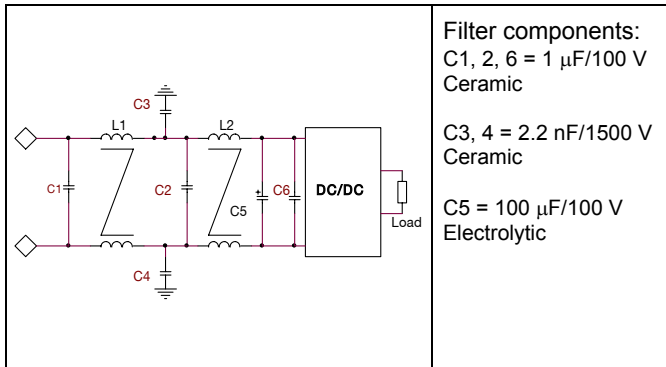 C3
L1
L2
C1
C2
C5
+
C6
DC/DC
Load
C4
Filter components:
C1, 2, 6 = 1 μF/100 V
Ceramic
C3, 4 = 2.2 nF/1500 V
Ceramic
C5 = 100 μF/100 V
Electrolytic